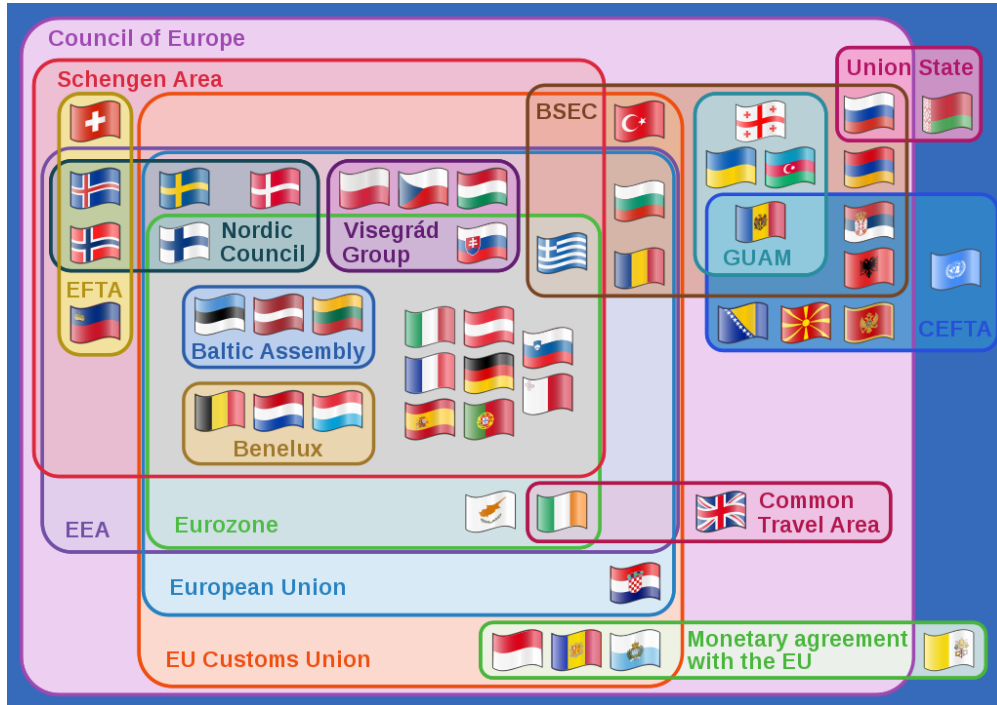 Council of Europe
Schengen Area
Union State
BSEC
Nordic
Council
Visegrád
Group
GUAM
EFTA
CEFTA
Baltic Assembly
Benelux
Common
Travel Area
EEA
Eurozone
European Union
EU Customs Union
Monetary agreement
with the EU